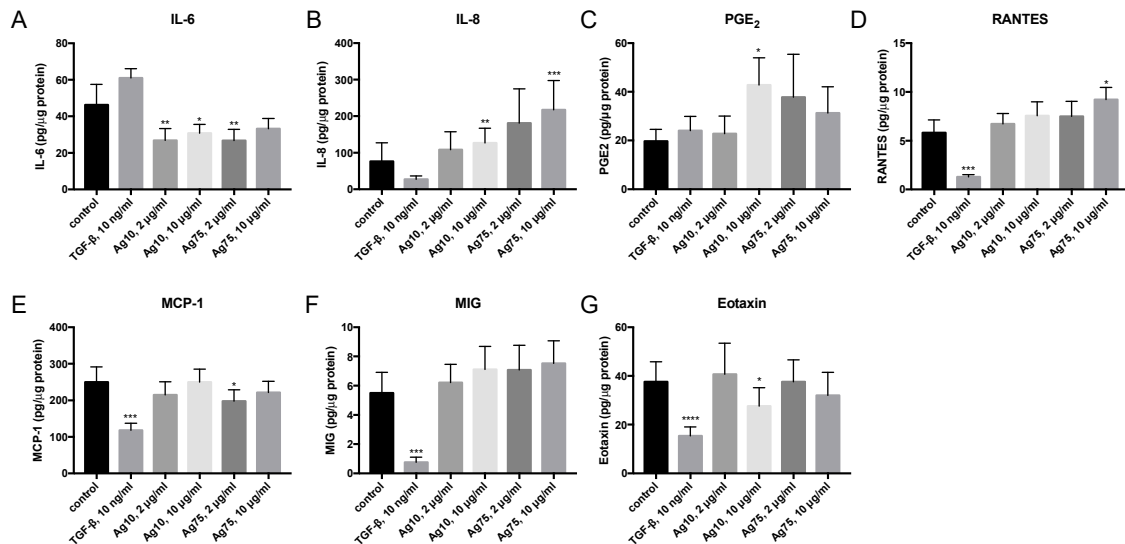 A
IL-6
IL-6 (pg/µg protein)
80
60
40
20
0
**
*
**
control
TGF-β, 10 ng/ml
Ag10, 2 µg/ml
Ag10, 10 µg/ml
Ag75, 2 µg/ml
Ag75, 10 µg/ml
B
IL-8
IL-8 (pg/µg protein)
400
300
200
100
0
**
***
control
TGF-β, 10 ng/ml
Ag10, 2 µg/ml
Ag10, 10 µg/ml
Ag75, 2 µg/ml
Ag75, 10 µg/ml
C
PGE₂
PGE2 (pg/µg protein)
60
40
20
0
*
control
TGF-β, 10 ng/ml
Ag10, 2 µg/ml
Ag10, 10 µg/ml
Ag75, 2 µg/ml
Ag75, 10 µg/ml
D
RANTES
RANTES (pg/µg protein)
15
10
5
0
***
*
control
TGF-β, 10 ng/ml
Ag10, 2 µg/ml
Ag10, 10 µg/ml
Ag75, 2 µg/ml
Ag75, 10 µg/ml
E
MCP-1
MCP-1 (pg/µg protein)
400
300
200
100
0
***
*
control
TGF-β, 10 ng/ml
Ag10, 2 µg/ml
Ag10, 10 µg/ml
Ag75, 2 µg/ml
Ag75, 10 µg/ml
F
MIG
MIG (pg/µg protein)
10
8
6
4
2
0
***
control
TGF-β, 10 ng/ml
Ag10, 2 µg/ml
Ag10, 10 µg/ml
Ag75, 2 µg/ml
Ag75, 10 µg/ml
G
Eotaxin
Eotaxin (pg/µg protein)
60
40
20
0
****
*
control
TGF-β, 10 ng/ml
Ag10, 2 µg/ml
Ag10, 10 µg/ml
Ag75, 2 µg/ml
Ag75, 10 µg/ml